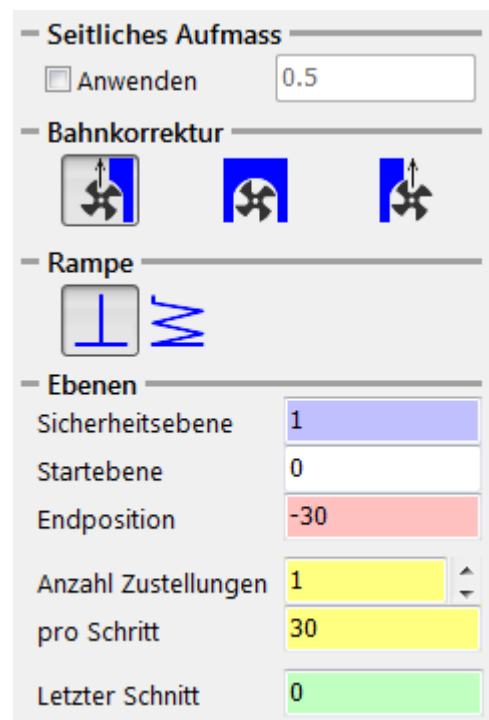 Seitliches Aufmass
Anwenden 0.5
Bahnkorrektur
Rampe
Ebenen
Sicherheitsebene 1
Startebene 0
Endposition -30
Anzahl Zustellungen 1
pro Schritt 30
Letzter Schnitt 0